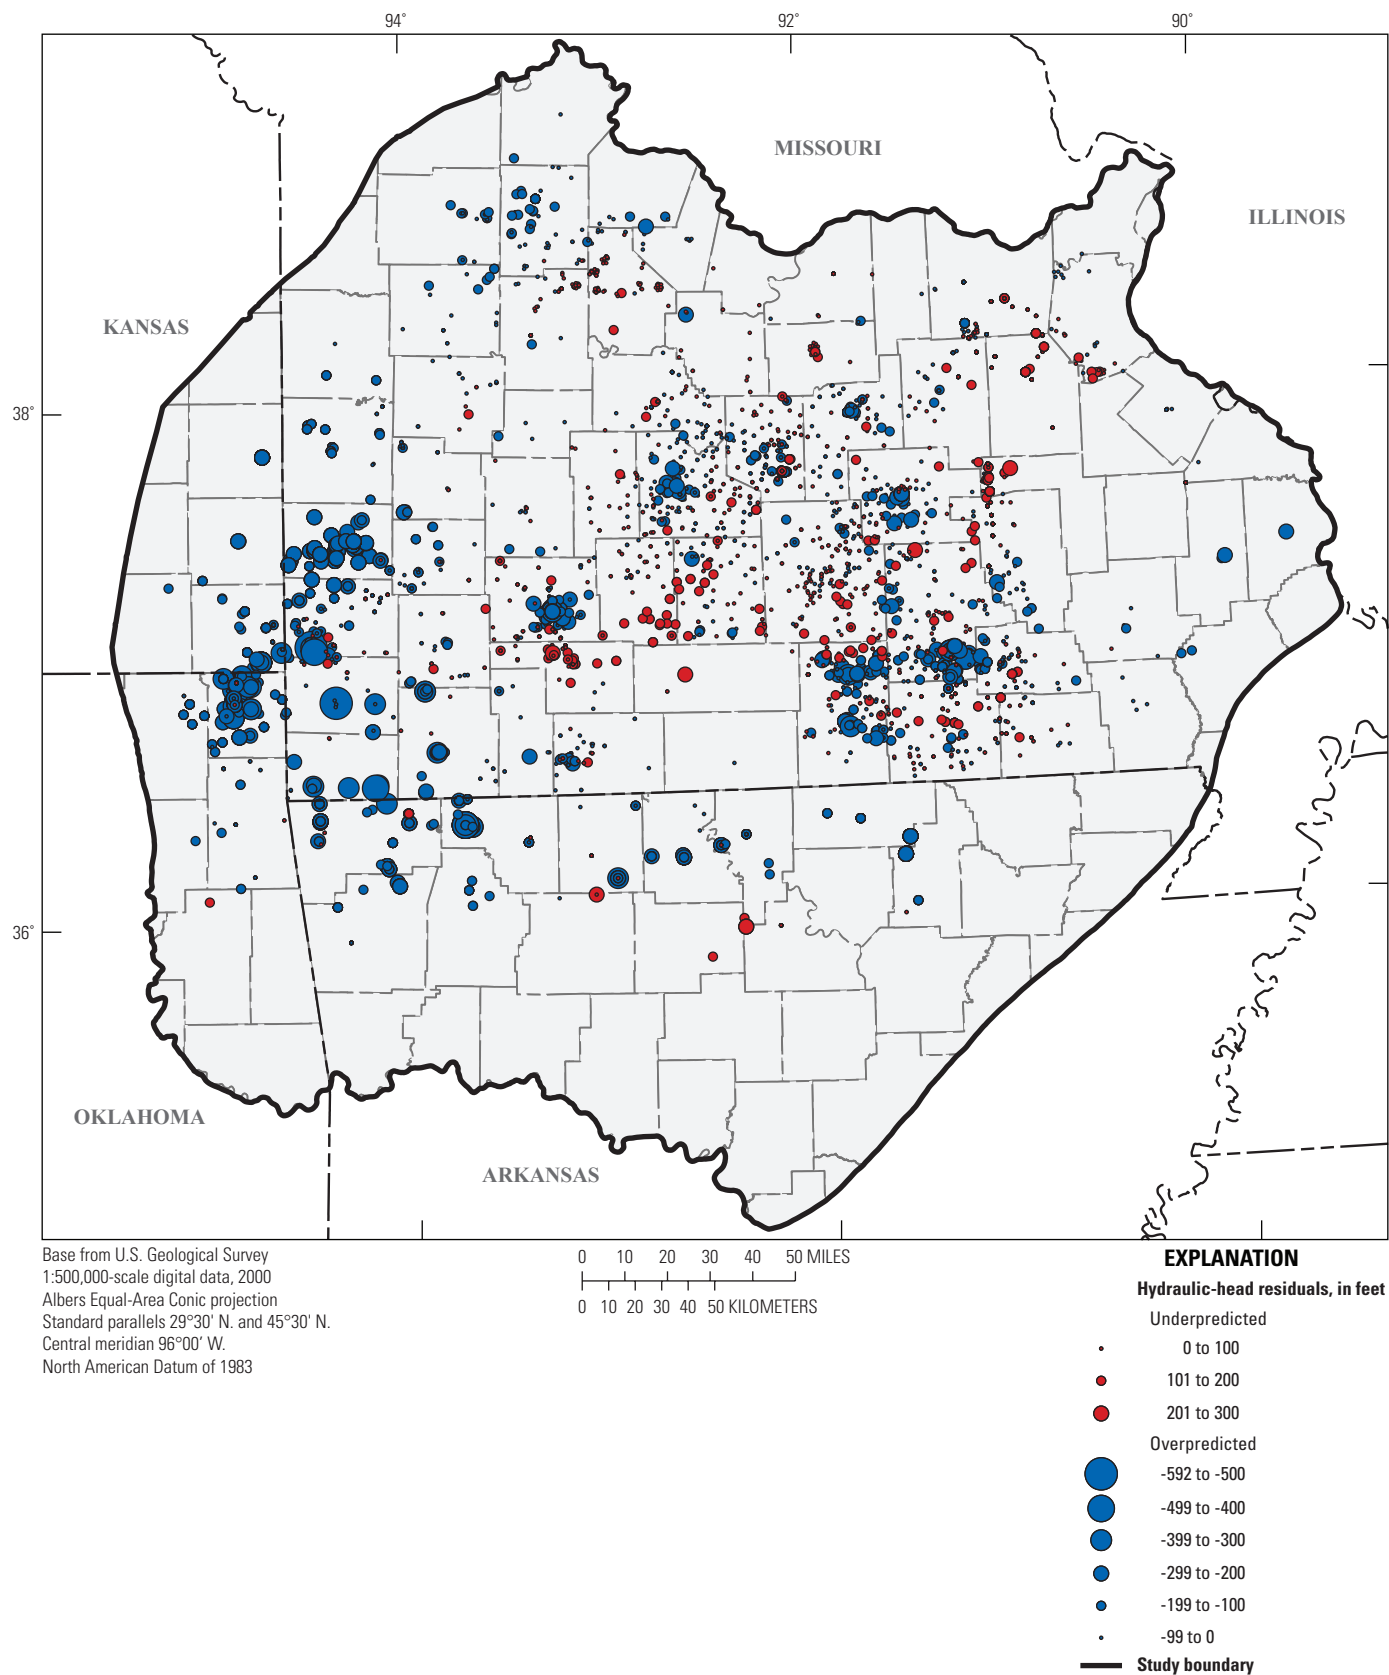 94°
92°
90°
MISSOURI
ILLINOIS
KANSAS
38°
36°
OKLAHOMA
ARKANSAS
Base from U.S. Geological Survey
1:500,000-scale digital data, 2000
Albers Equal-Area Conic projection
Standard parallels 29°30' N. and 45°30' N.
Central meridian 96°00' W.
North American Datum of 1983
0 10 20 30 40 50 MILES
0 10 20 30 40 50 KILOMETERS
EXPLANATION
Hydraulic-head residuals, in feet
Underpredicted
0 to 100
101 to 200
201 to 300
Overpredicted
-592 to -500
-499 to -400
-399 to -300
-299 to -200
-199 to -100
-99 to 0
Study boundary